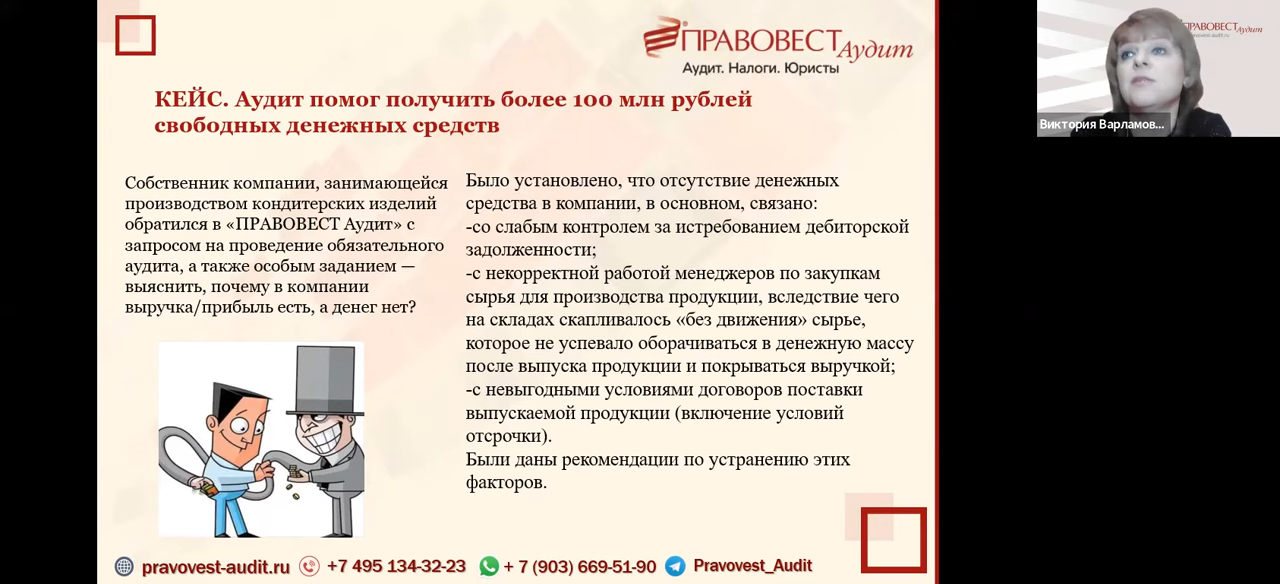 ПРАВОВЕСТ Аудит
Аудит. Налоги. Юристы
КЕЙС. Аудит помог получить более 100 млн рублей
свободных денежных средств
Собственник компании, занимающейся
производством кондитерских изделий
обратился в «ПРАВОВЕСТ Аудит» с
запросом на проведение обязательного
аудита, а также особым заданием —
выяснить, почему в компании
выручка/прибыль есть, а денег нет?
Было установлено, что отсутствие денежных
средства в компании, в основном, связано:
-со слабым контролем за истребованием дебиторской
задолженности;
-с некорректной работой менеджеров по закупкам
сырья для производства продукции, вследствие чего
на складах скапливалось «без движения» сырье,
которое не успевало оборачиваться в денежную массу
после выпуска продукции и покрываться выручкой;
-с невыгодными условиями договоров поставки
выпускаемой продукции (включение условий
отсрочки).
Были даны рекомендации по устранению этих
факторов.
pravovest-audit.ru +7 495 134-32-23 + 7 (903) 669-51-90 Pravovest_Audit
ПРАВОВЕСТ Аудит
pravovest-audit.ru
Виктория Варламов...